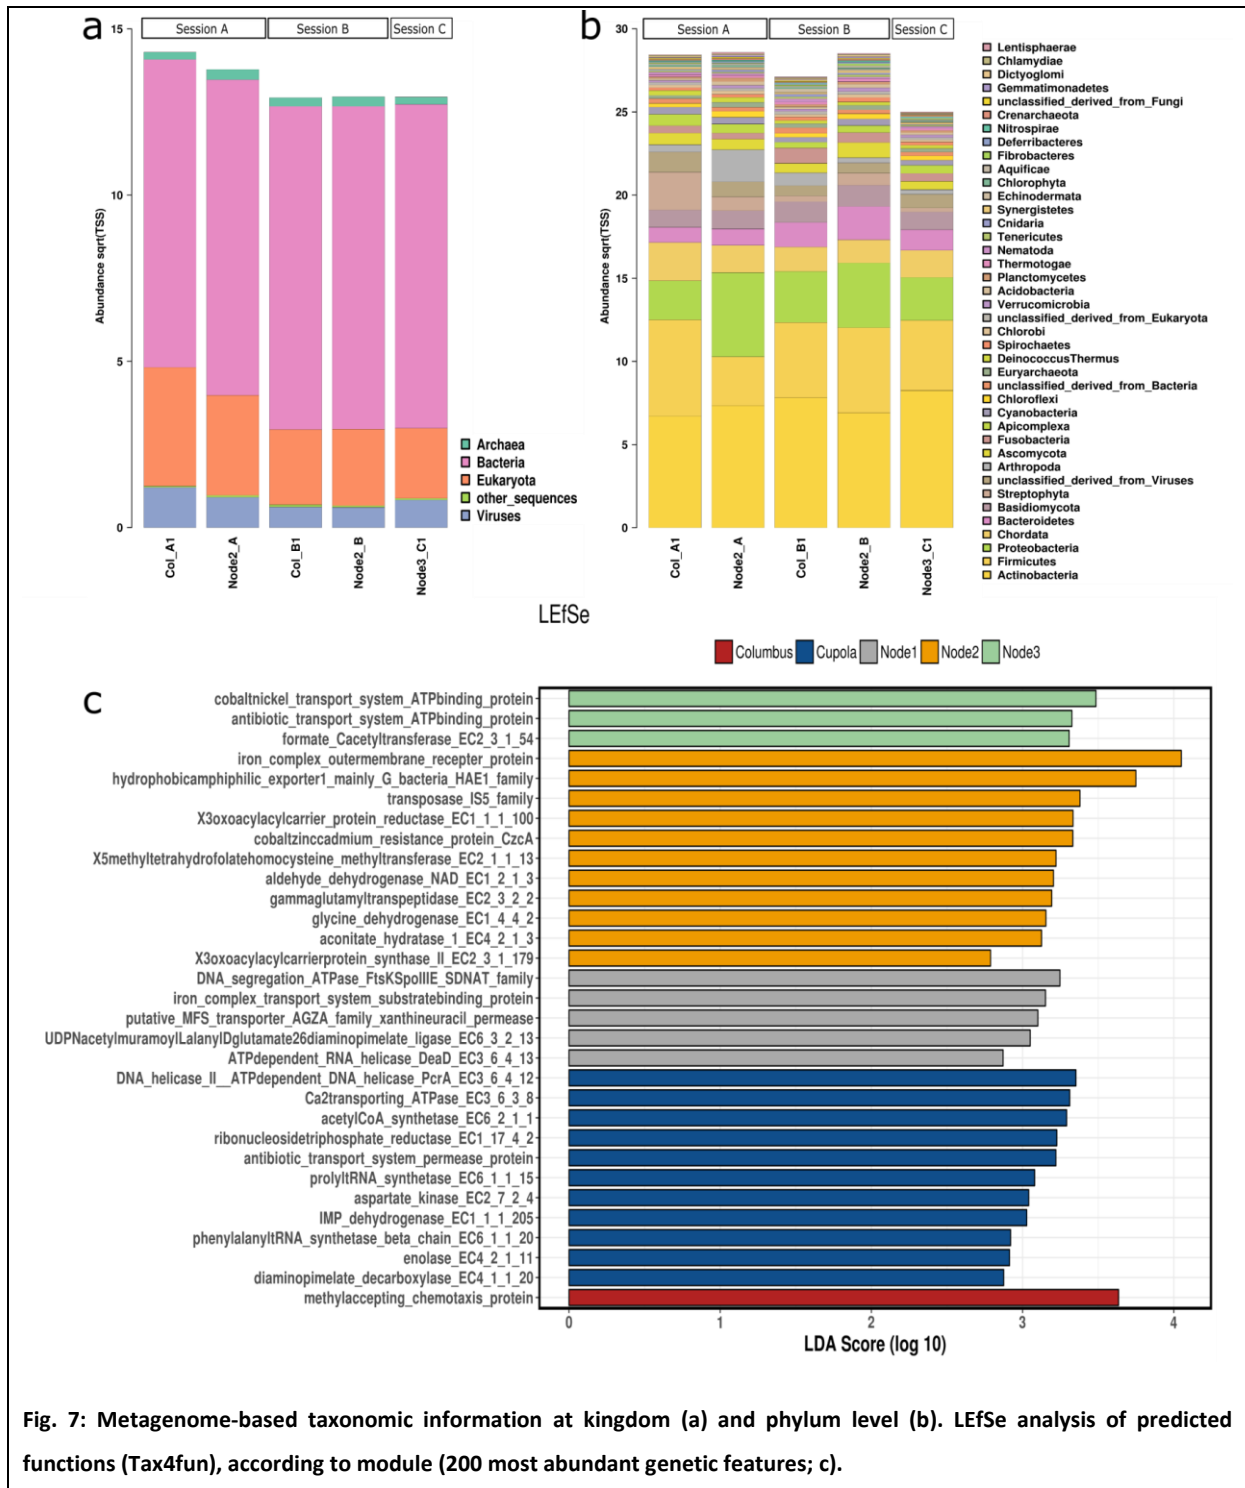 a
Session A
Session B
Session C
15
10
5
0
Abundance sqrt(TSS)
Col_A1
Node2_A
Col_B1
Node2_B
Node3_C1
Archaea
Bacteria
Eukaryota
other_sequences
Viruses
b
Session A
Session B
Session C
30
25
20
15
10
5
0
Abundance sqrt(TSS)
Col_A1
Node2_A
Col_B1
Node2_B
Node3_C1
Lentisphaerae
Chlamydiae
Dictyoglomi
Gemmatimonadetes
unclassified_derived_from_Fungi
Crenarchaeota
Nitrospirae
Deferribacteres
Fibrobacteres
Aquificae
Chlorophyta
Echinodermata
Synergistetes
Cnidaria
Tenericutes
Nematoda
Thermotogae
Planctomycetes
Acidobacteria
Verrucomicrobia
unclassified_derived_from_Eukaryota
Chlorobi
Spirochaetes
DeinococcusThermus
Euryarchaeota
unclassified_derived_from_Bacteria
Chloroflexi
Cyanobacteria
Apicomplexa
Fusobacteria
Ascomycota
Arthropoda
unclassified_derived_from_Viruses
Streptophyta
Basidiomycota
Bacteroidetes
Chordata
Proteobacteria
Firmicutes
Actinobacteria
LEfSe
Columbus Cupola Node1 Node2 Node3
c
cobaltnickel_transport_system_ATPbinding_protein
antibiotic_transport_system_ATPbinding_protein
formate_Cacetyltransferase_EC2_3_1_54
iron_complex_outermembrane_recepter_protein
hydrophobicamphiphilic_exporter1_mainly_G_bacteria_HAE1_family
transposase_IS5_family
X3oxoacylacylcarrier_protein_reductase_EC1_1_1_100
cobaltzinccadmium_resistance_protein_CzcA
X5methyltetrahydrofolatehomocysteine_methyltransferase_EC2_1_1_13
aldehyde_dehydrogenase_NAD_EC1_2_1_3
gammaglutamyltranspeptidase_EC2_3_2_2
glycine_dehydrogenase_EC1_4_4_2
aconitate_hydratase_1_EC4_2_1_3
X3oxoacylacylcarrierprotein_synthase_II_EC2_3_1_179
DNA_segregation_ATPase_FtsKSpoIIIE_SDNAT_family
iron_complex_transport_system_substratebinding_protein
putative_MFS_transporter_AGZA_family_xanthineuracil_permease
UDPNacetylmuramoylLalanylDglutamate26diaminopimelate_ligase_EC6_3_2_13
ATPdependent_RNA_helicase_DeaD_EC3_6_4_13
DNA_helicase_II__ATPdependent_DNA_helicase_PcrA_EC3_6_4_12
Ca2transporting_ATPase_EC3_6_3_8
acetylCoA_synthetase_EC6_2_1_1
ribonucleosidetriphosphate_reductase_EC1_17_4_2
antibiotic_transport_system_permease_protein
prolyltRNA_synthetase_EC6_1_1_15
aspartate_kinase_EC2_7_2_4
IMP_dehydrogenase_EC1_1_1_205
phenylalanyltRNA_synthetase_beta_chain_EC6_1_1_20
enolase_EC4_2_1_11
diaminopimelate_decarboxylase_EC4_1_1_20
methylaccepting_chemotaxis_protein
0 1 2 3 4
LDA Score (log 10)
Fig. 7: Metagenome-based taxonomic information at kingdom (a) and phylum level (b). LEfSe analysis of predicted
functions (Tax4fun), according to module (200 most abundant genetic features; c).